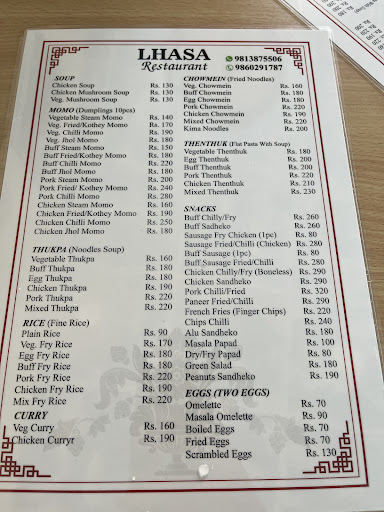 LHASA
Restaurant
9813875506
9860291787
SOUP
Chicken Soup Rs. 130
Chicken Mushroom Soup Rs. 130
Veg. Mushroom Soup Rs. 130
MOMO (Dumplings 10pcs)
Vegetable Steam Momo Rs. 140
Veg. Fried/Kothey Momo Rs. 170
Veg. Chilli Momo Rs. 190
Veg. Jhol Momo Rs. 180
Buff Steam Momo Rs. 150
Buff Fried/Kothey Momo Rs. 180
Buff Chilli Momo Rs. 220
Buff Jhol Momo Rs. 180
Pork Steam Momo Rs. 200
Pork Fried/ Kothey Momo Rs. 240
Pork Chilli Momo Rs. 280
Chicken Steam Momo Rs. 160
Chicken Fried/Kothey Momo Rs. 190
Chicken Chilli Momo Rs. 250
Chicken Jhol Momo Rs. 180
THUKPA (Noodles Soup)
Vegetable Thukpa Rs. 160
Buff Thukpa Rs. 180
Egg Thukpa Rs. 180
Chicken Thukpa Rs. 190
Pork Thukpa Rs. 220
Mixed Thukpa Rs. 220
RICE (Fine Rice)
Plain Rice Rs. 90
Veg. Fry Rice Rs. 170
Egg Fry Rice Rs. 180
Buff Fry Rice Rs. 180
Pork Fry Rice Rs. 220
Chicken Fry Rice Rs. 190
Mix Fry Rice Rs. 220
CURRY
Veg Curry Rs. 160
Chicken Curryr Rs. 190
CHOWMEIN (Fried Noodles)
Veg. Chowmein Rs. 160
Buff Chowmein Rs. 180
Egg Chowmein Rs. 180
Pork Chowmein Rs. 220
Chicken Chowmein Rs. 190
Mixed Chowmein Rs. 220
Kima Noodles Rs. 200
THENTHUK (Flat Pasta With Soup)
Vegetable Thenthuk Rs. 180
Egg Thenthuk Rs. 200
Buff Thenthuk Rs. 200
Pork Thenthuk Rs. 220
Chicken Thenthuk Rs. 210
Mixed Thenthuk Rs. 230
SNACKS
Buff Chilly/Fry Rs. 260
Buff Sadheko Rs. 260
Sausage Fry Chicken (1pc) Rs. 80
Sausage Fried/Chilli (Chicken) Rs. 280
Buff Sausage (1pc) Rs. 80
Buff Sausage Fried/Chilli Rs. 280
Chicken Chilly/Fry (Boneless) Rs. 290
Chicken Sandheko Rs. 290
Pork Chilli/Fried Rs. 320
Paneer Fried/Chilli Rs. 290
French Fries (Finger Chips) Rs. 220
Chips Chilli Rs. 240
Alu Sandheko Rs. 180
Masala Papad Rs. 100
Dry/Fry Papad Rs. 80
Green Salad Rs. 180
Peanuts Sandheko Rs. 190
EGGS (TWO EGGS)
Omelette Rs. 70
Masala Omelette Rs. 90
Boiled Eggs Rs. 70
Fried Eggs Rs. 70
Scrambled Eggs Rs. 130